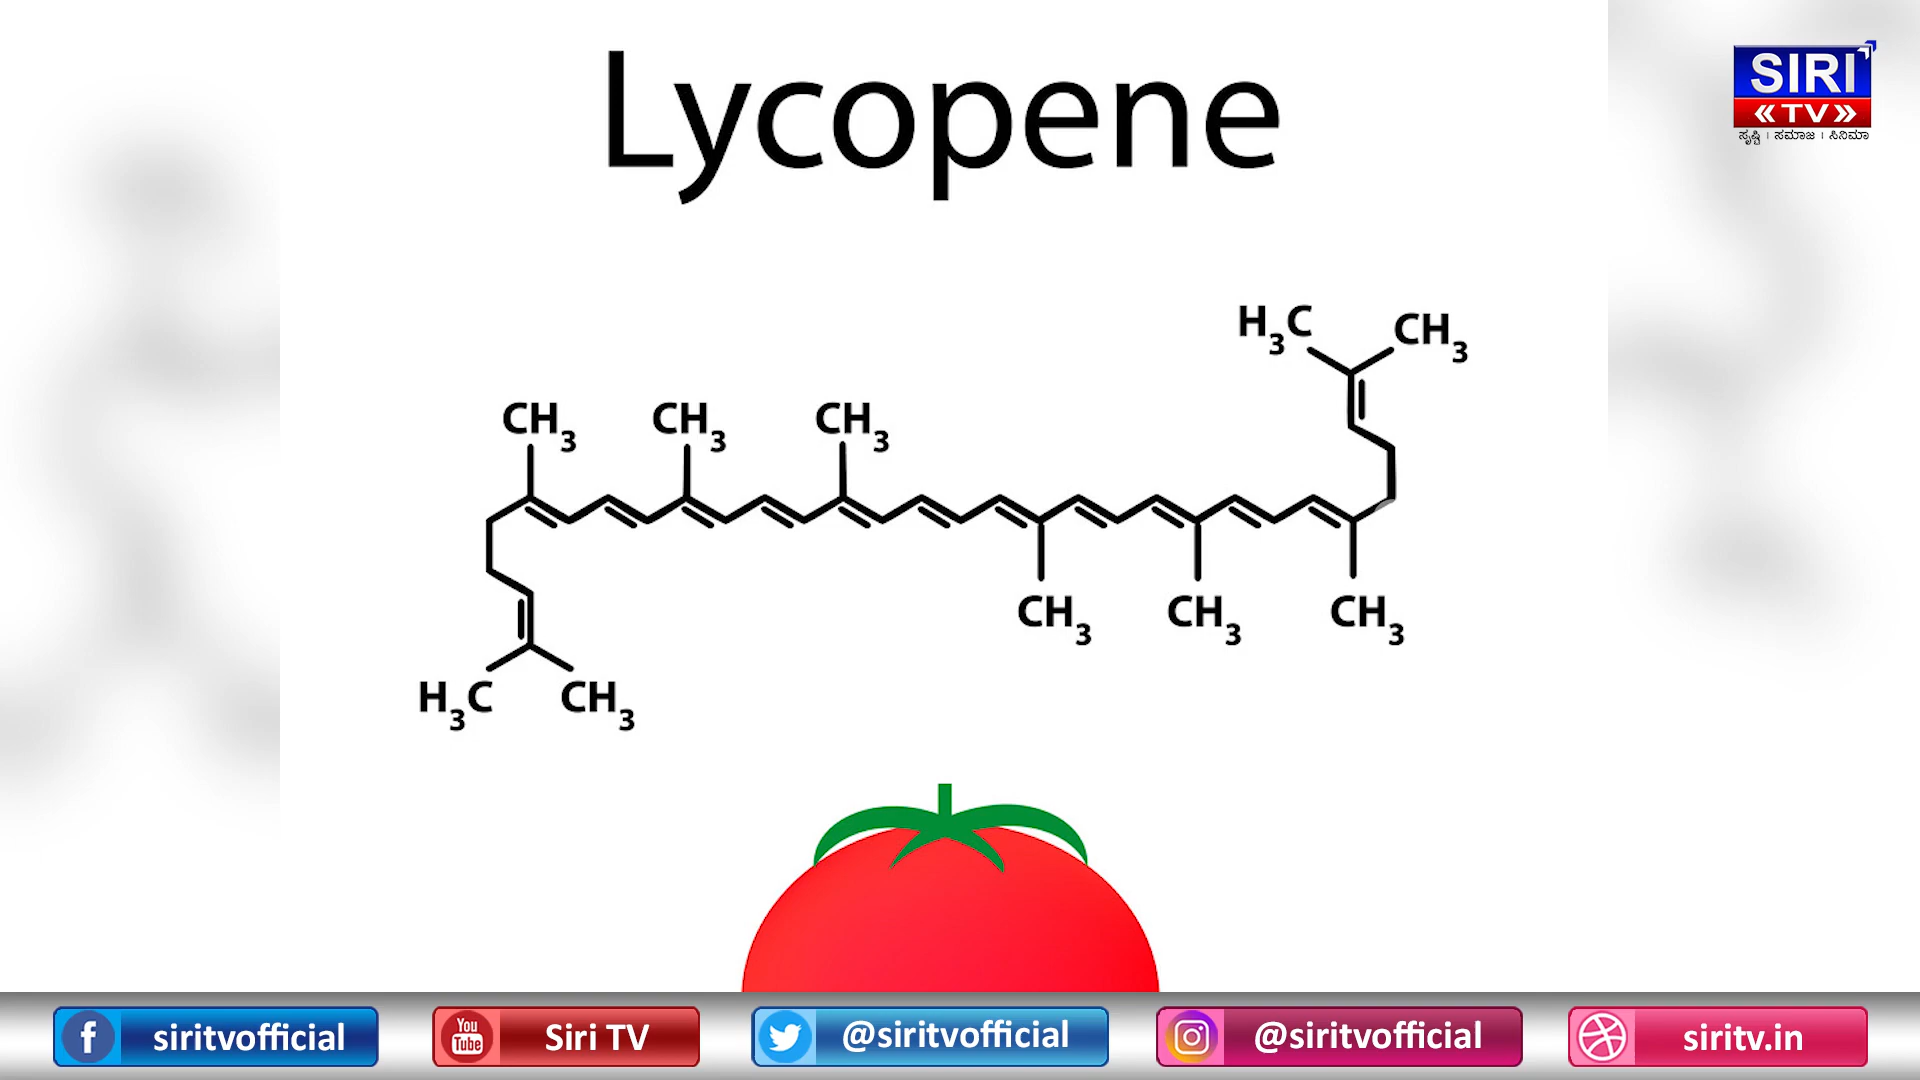 Lycopene
SIRI
TV
ಸೃಷ್ಟಿ | ಸಮಾಜ | ಸಿನಿಮಾ
H3C CH3
CH3 CH3 CH3
CH3 CH3 CH3
H3C CH3
f siritvofficial
You Tube Siri TV
@siritvofficial
@siritvofficial
siritv.in